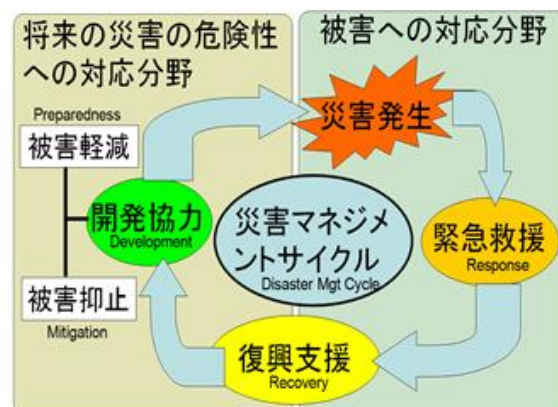 将来の災害の危険性
への対応分野
被害への対応分野
災害発生
Preparedness
被害軽減
開発協力
Development
被害抑止
Mitigation
災害マネジメ
ントサイクル
Disaster Mgt Cycle
緊急救援
Response
復興支援
Recovery